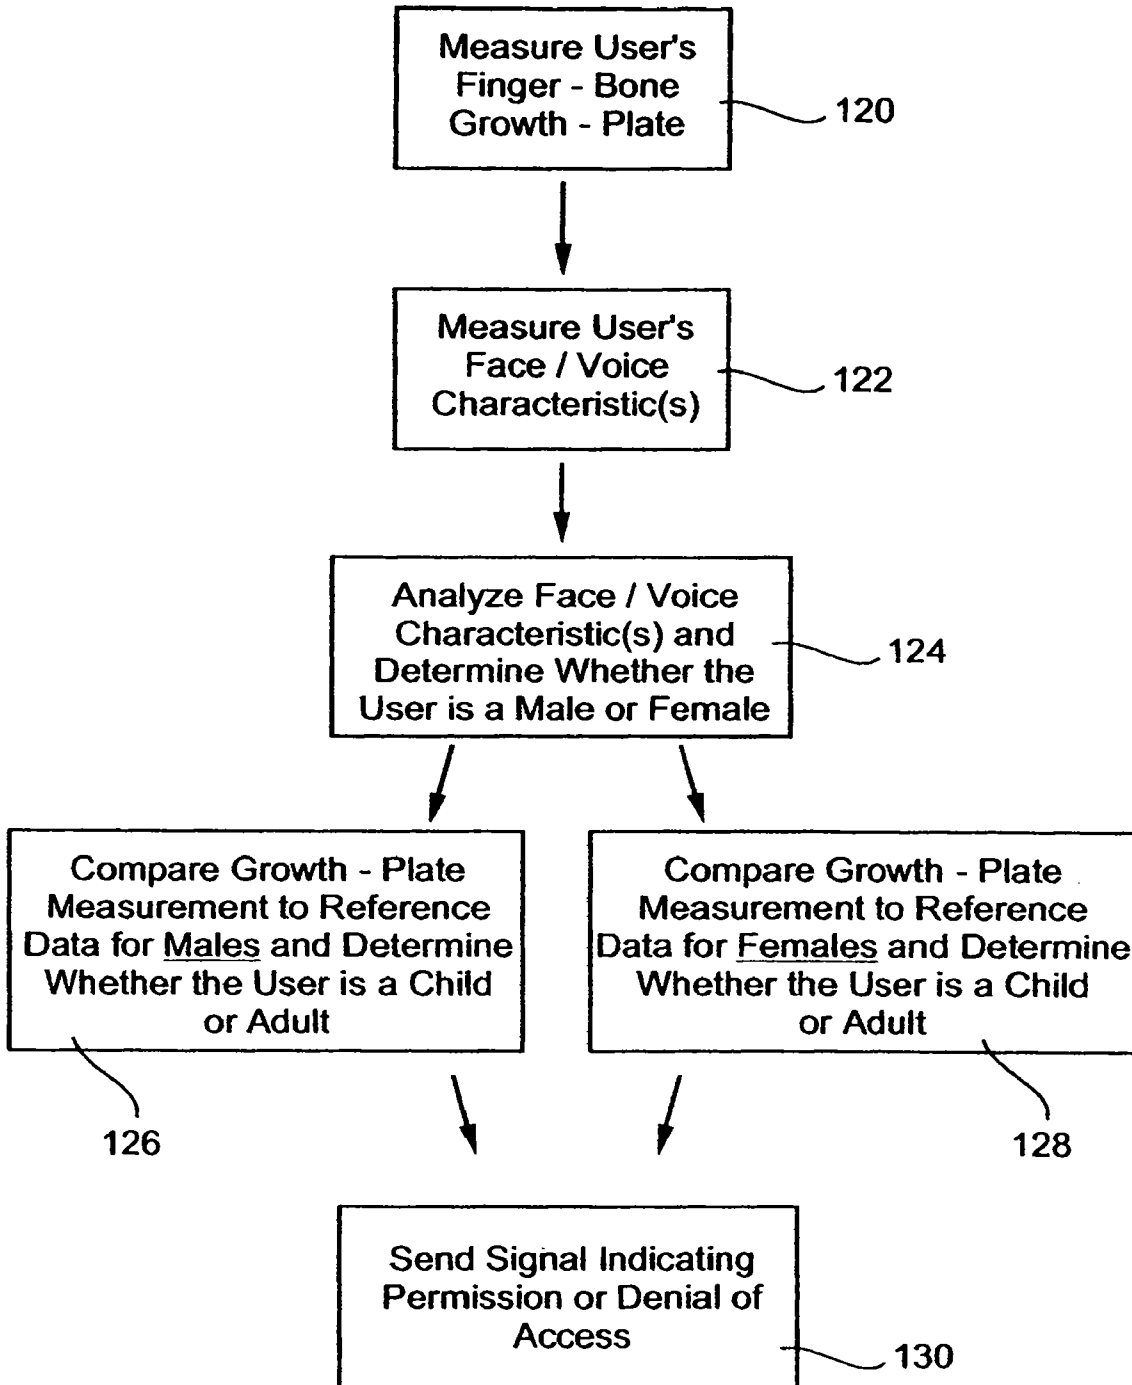 Measure User's
Finger - Bone
Growth - Plate
120
Measure User's
Face / Voice
Characteristic(s)
122
Analyze Face / Voice
Characteristic(s) and
Determine Whether the
User is a Male or Female
124
Compare Growth - Plate
Measurement to Reference
Data for Males and Determine
Whether the User is a Child
or Adult
126
Compare Growth - Plate
Measurement to Reference
Data for Females and Determine
Whether the User is a Child
or Adult
128
Send Signal Indicating
Permission or Denial of
Access
130